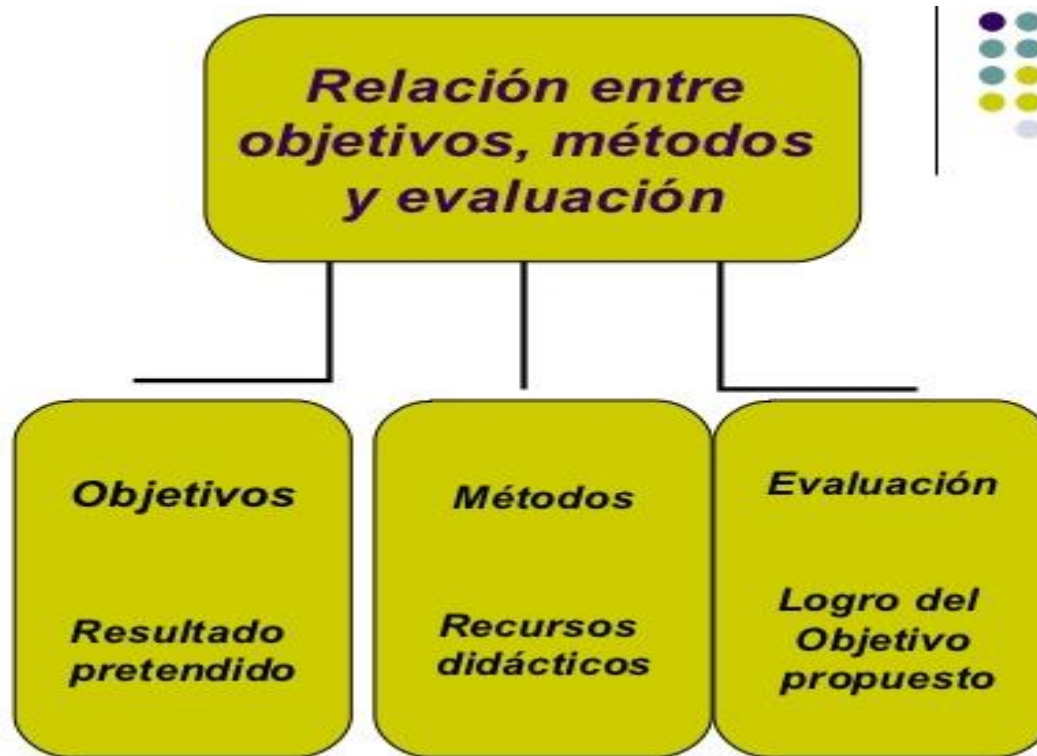 Relación entre
objetivos, métodos
y evaluación
Objetivos
Resultado
pretendido
Métodos
Recursos
didácticos
Evaluación
Logro del
Objetivo
propuesto